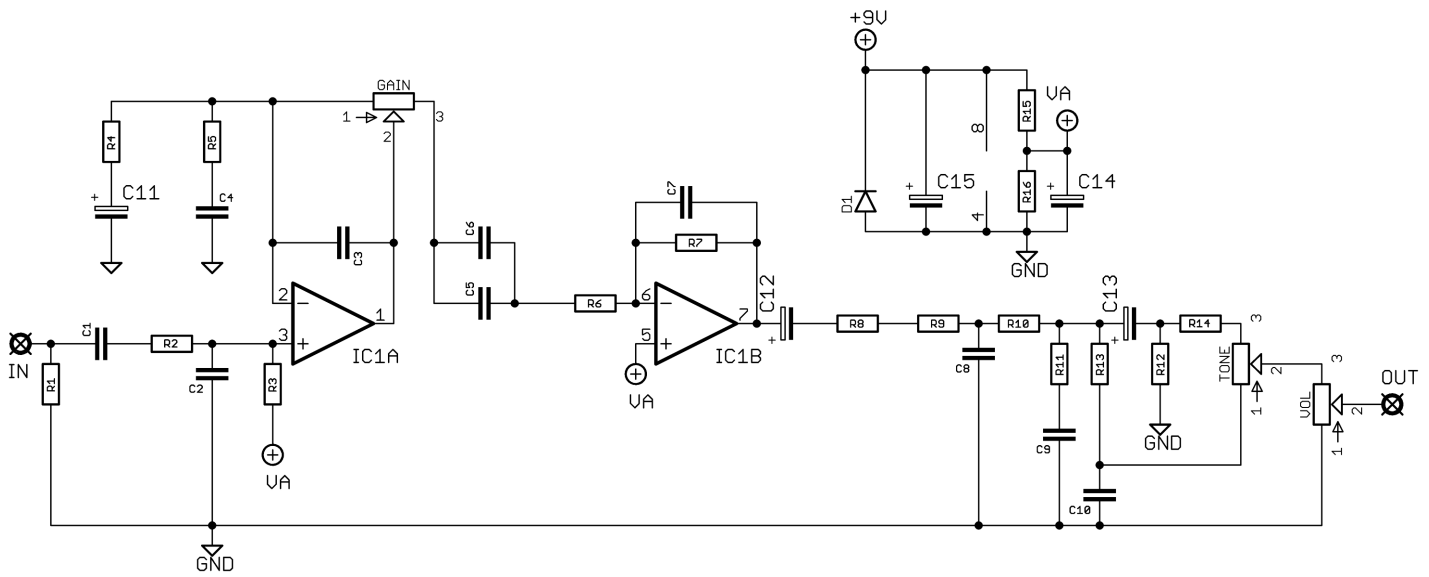 +9V
GAIN
1
3
2
R4
R5
+
C11
C4
C3
C7
R7
C6
C5
R6
8
4
R15
VA
R16
D1
+
C15
+
C14
GND
2
3
1
IC1A
IN
C1
R2
R1
C2
R3
VA
GND
6
5
7
IC1B
VA
C12
+
R8
R9
R10
C8
R11
C9
R13
C10
C13
+
R12
GND
R14
3
TONE
2
1
3
VOL
2
1
OUT